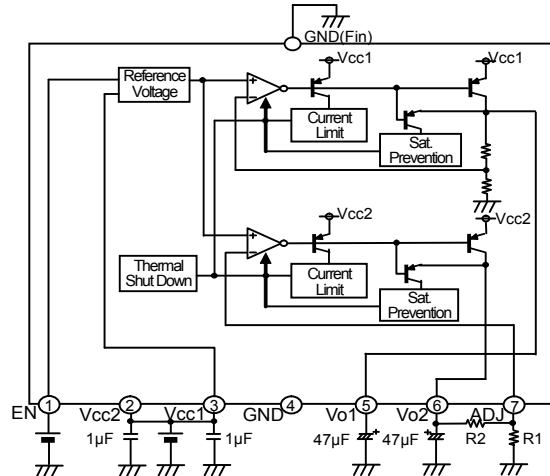 GND(Fin)
Vcc1
Vcc1
Reference
Voltage
+
−
Current
Limit
Sat.
Prevention
Vcc2
Vcc2
+
−
Thermal
Shut Down
Current
Limit
Sat.
Prevention
1
2
3
4
5
6
7
EN
Vcc2
Vcc1
GND
Vo1
Vo2
ADJ
1µF
1µF
47µF
+
47µF
+
R2
R1